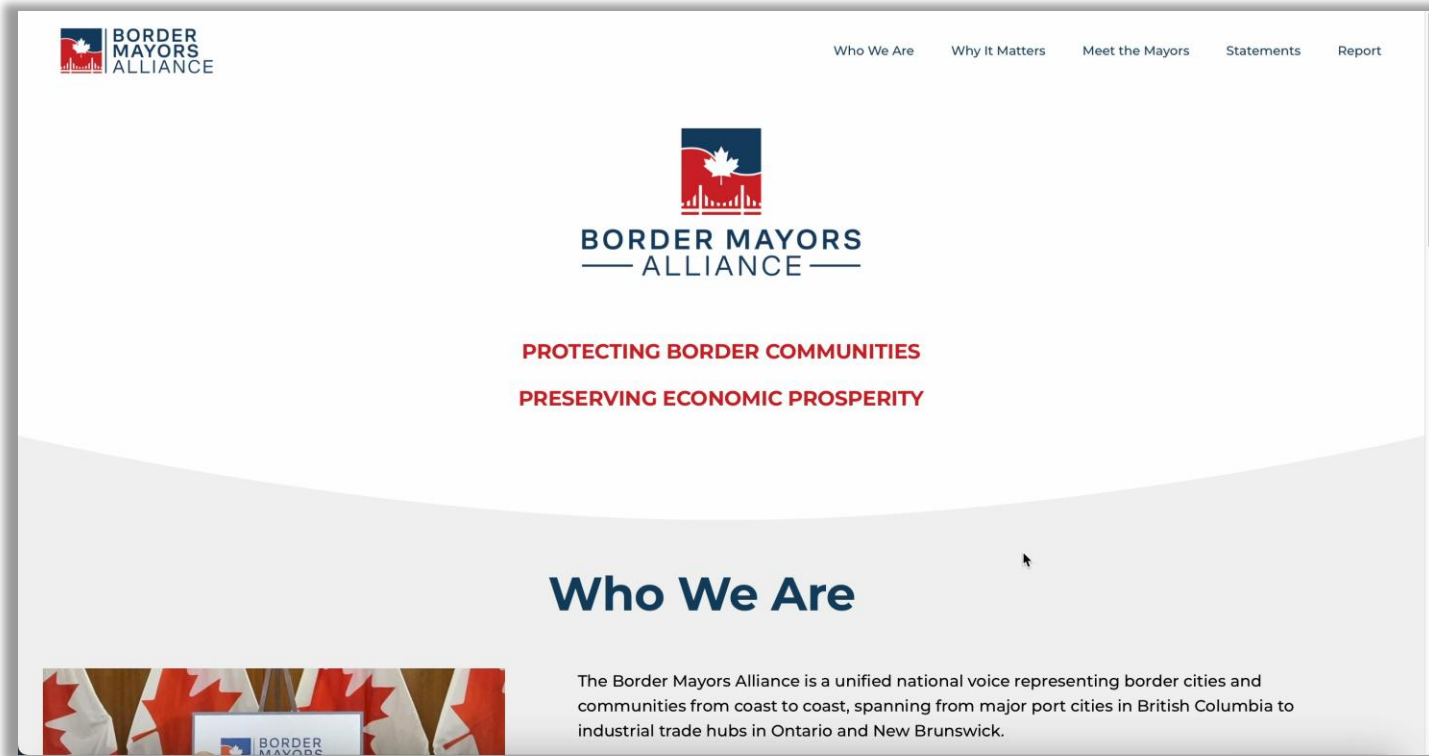 BORDER
MAYORS
ALLIANCE
Who We Are Why It Matters Meet the Mayors Statements Report
BORDER MAYORS
ALLIANCE
PROTECTING BORDER COMMUNITIES
PRESERVING ECONOMIC PROSPERITY
Who We Are
The Border Mayors Alliance is a unified national voice representing border cities and
communities from coast to coast, spanning from major port cities in British Columbia to
industrial trade hubs in Ontario and New Brunswick.
BORDER
MAYORS